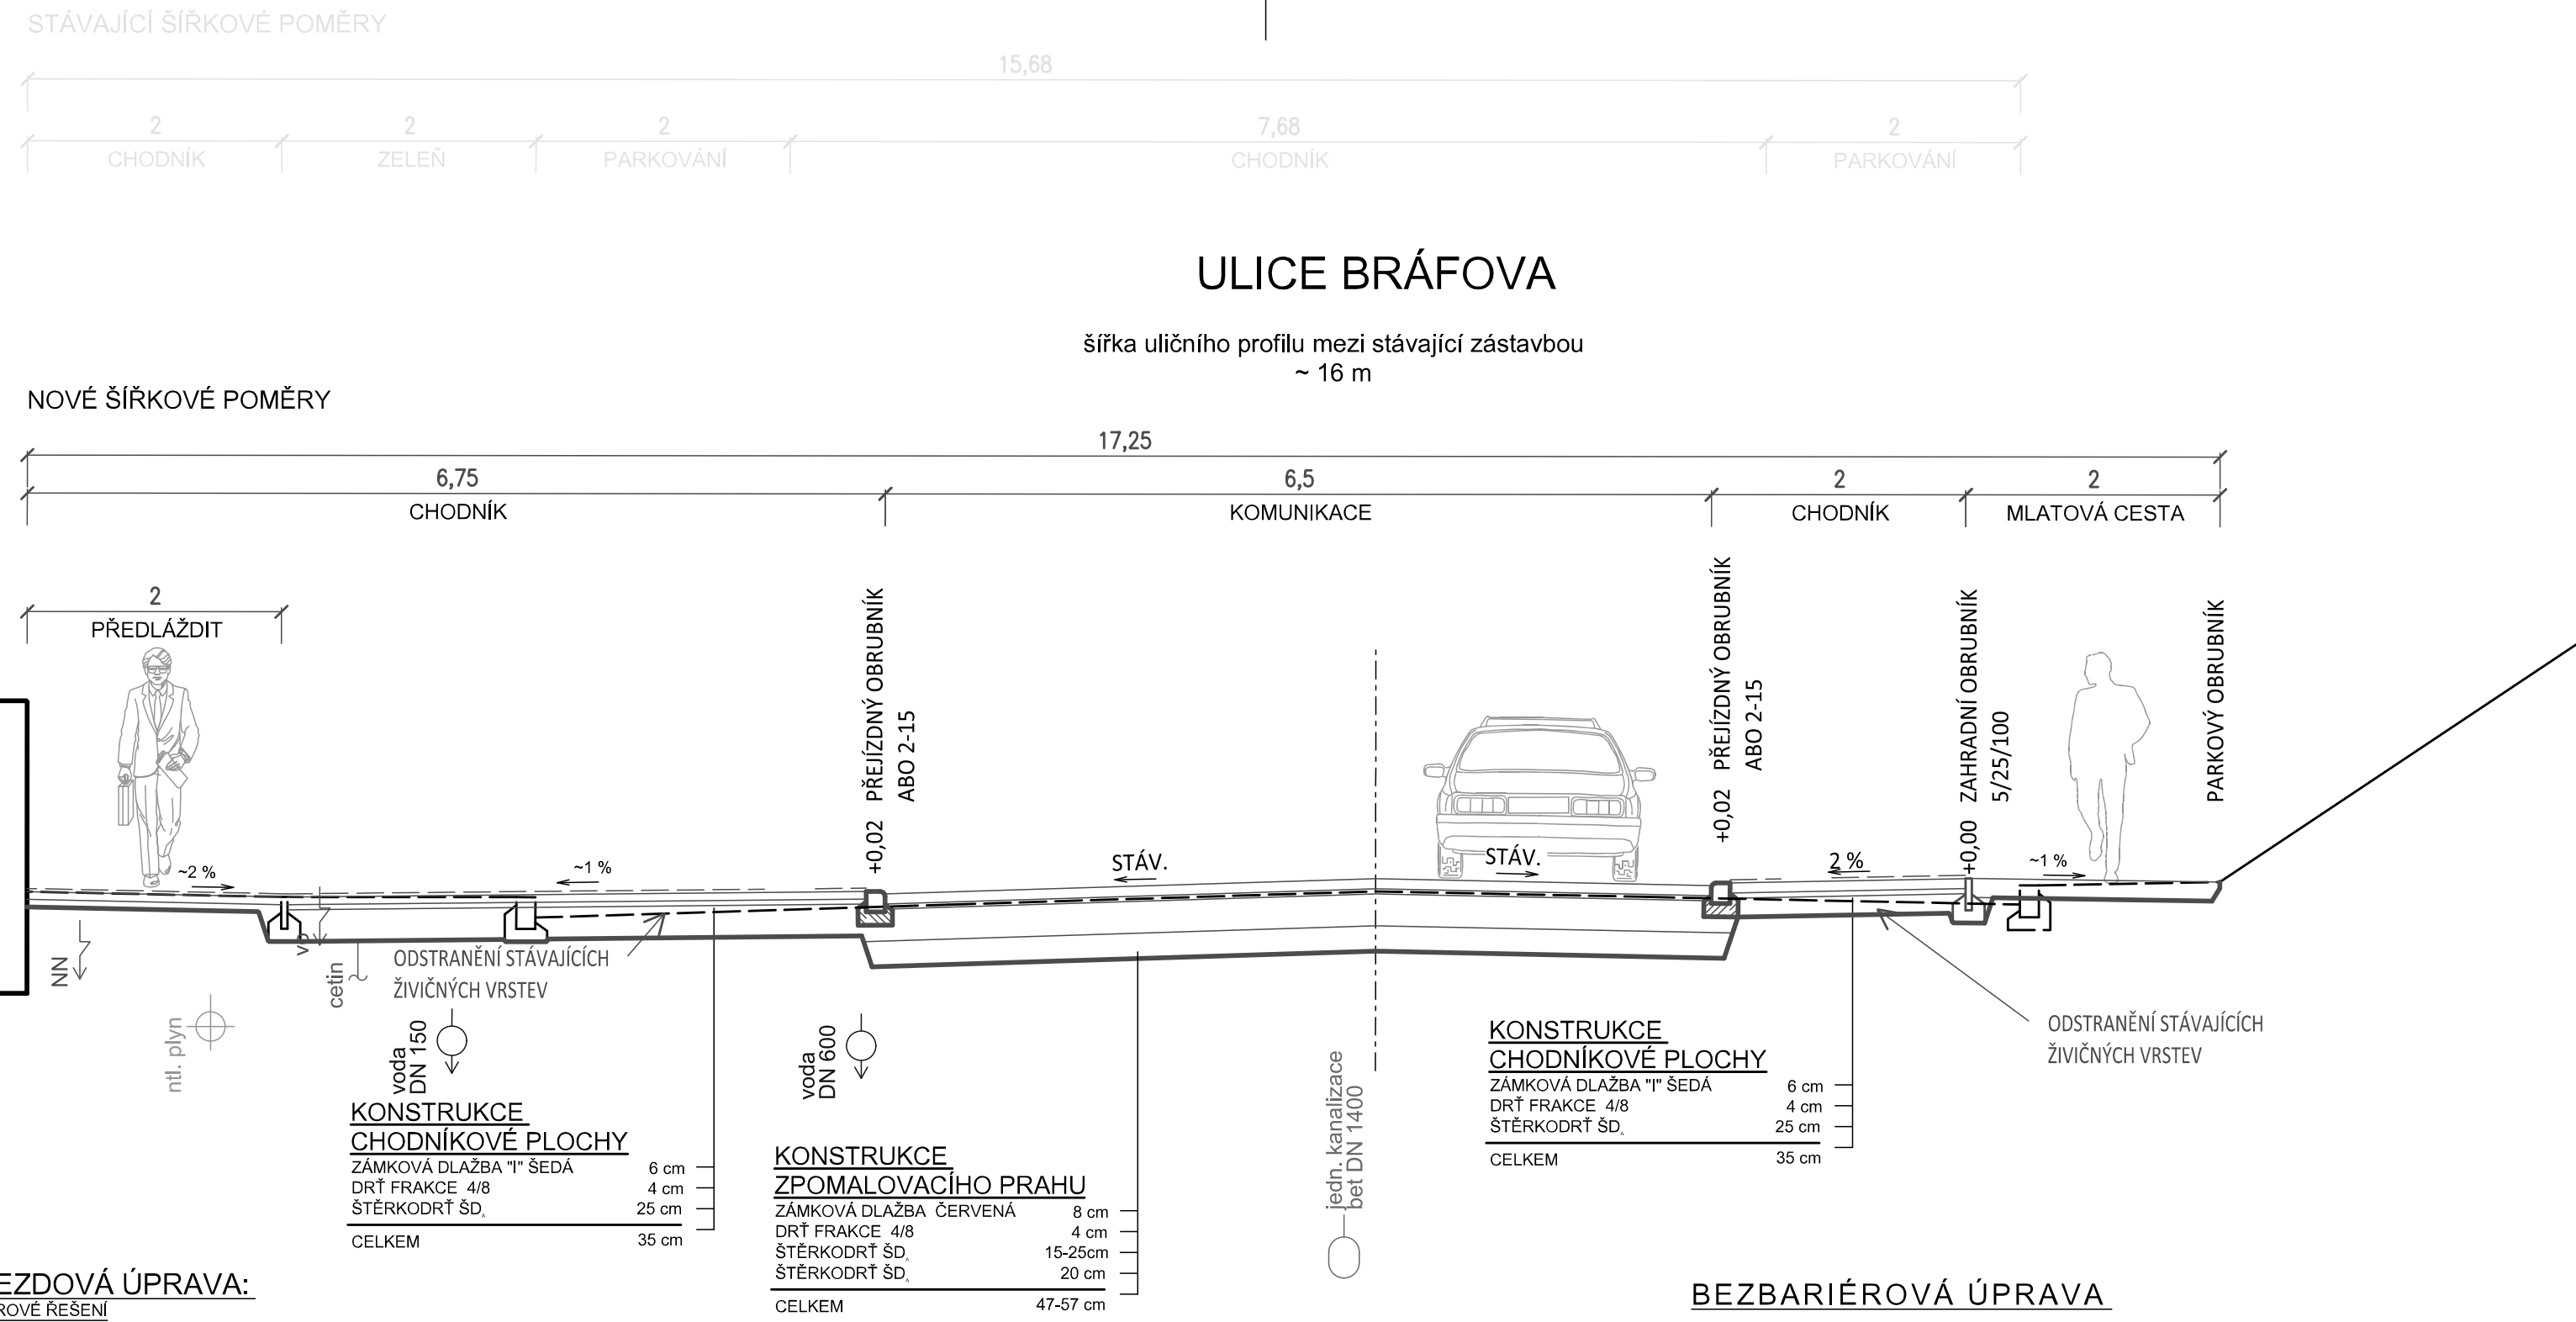 STÁVAJÍCÍ ŠÍŘKOVÉ POMĚRY
15,68
2 2 2 7,68 2
CHODNÍK ZELEŇ PARKOVÁNÍ CHODNÍK PARKOVÁNÍ
ULICE BRÁFOVA
šířka uličního profilu mezi stávající zástavbou
~ 16 m
NOVÉ ŠÍŘKOVÉ POMĚRY
17,25
6,75 6,5 2 2
CHODNÍK KOMUNIKACE CHODNÍK MLATOVÁ CESTA
2
PŘEDLÁŽDIT
+0,02 PŘEJÍZDNÝ OBRUBNÍK
ABO 2-15
+0,02 PŘEJÍZDNÝ OBRUBNÍK
ABO 2-15
+0,00 ZAHRADNÍ OBRUBNÍK
5/25/100
PARKOVÝ OBRUBNÍK
~2 % ~1 % STÁV. STÁV. 2 % ~1 %
NN
cetin
ntl. plyn
ODSTRANĚNÍ STÁVAJÍCÍCH
ŽIVIČNÝCH VRSTEV
voda
DN 150
voda
DN 600
jedn. kanalizace
bet DN 1400
ODSTRANĚNÍ STÁVAJÍCÍCH
ŽIVIČNÝCH VRSTEV
KONSTRUKCE
CHODNÍKOVÉ PLOCHY
ZÁMKOVÁ DLAŽBA "I" ŠEDÁ 6 cm
DRŤ FRAKCE 4/8 4 cm
ŠTĚRKODRŤ ŠDA 25 cm
CELKEM 35 cm
KONSTRUKCE
ZPOMALOVACÍHO PRAHU
ZÁMKOVÁ DLAŽBA ČERVENÁ 8 cm
DRŤ FRAKCE 4/8 4 cm
ŠTĚRKODRŤ ŠDA 15-25cm
ŠTĚRKODRŤ ŠDA 20 cm
CELKEM 47-57 cm
KONSTRUKCE
CHODNÍKOVÉ PLOCHY
ZÁMKOVÁ DLAŽBA "I" ŠEDÁ 6 cm
DRŤ FRAKCE 4/8 4 cm
ŠTĚRKODRŤ ŠDA 25 cm
CELKEM 35 cm
EZDOVÁ ÚPRAVA:
ROVÉ ŘEŠENÍ
BEZBARIÉROVÁ ÚPRAVA